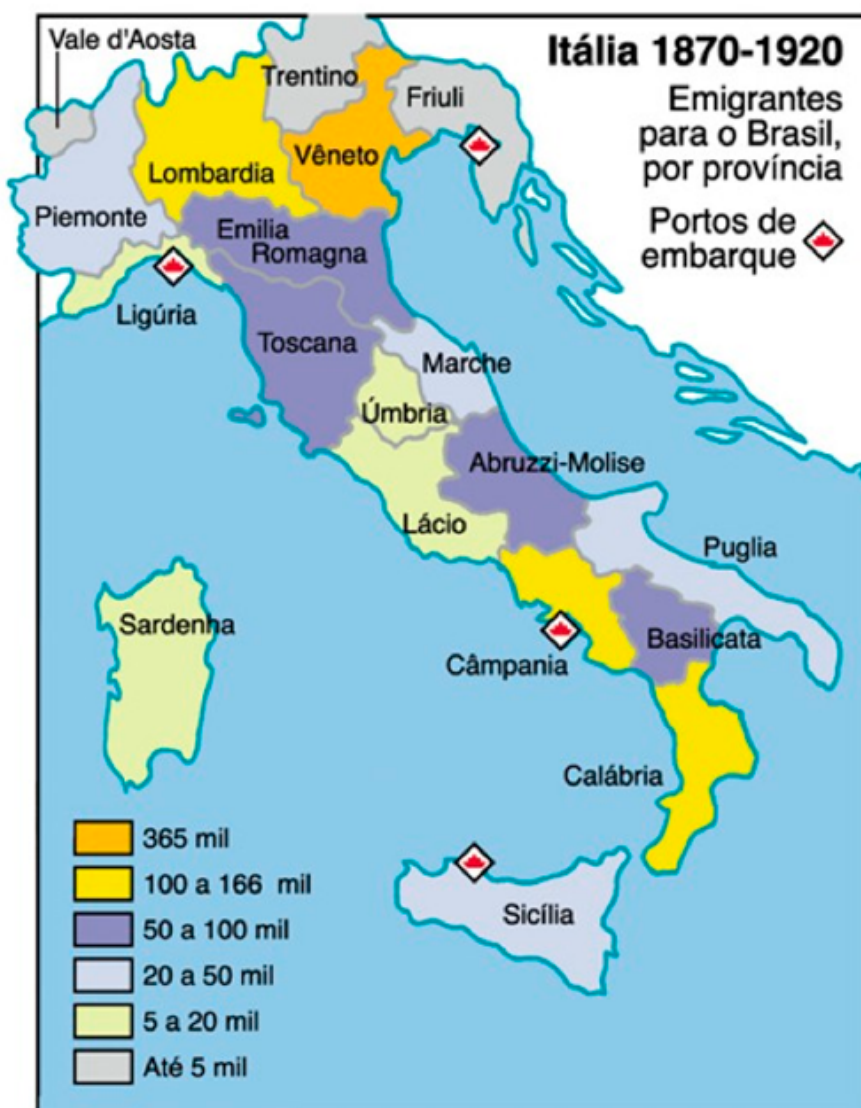 Itália 1870-1920
Emigrantes
para o Brasil,
por província
Portos de
embarque
Vale d'Aosta
Trentino
Friuli
Vêneto
Lombardia
Piemonte
Emilia
Romagna
Ligúria
Toscana
Marche
Úmbria
Abruzzi-Molise
Lácio
Puglia
Sardenha
Basilicata
Câmpania
Calábria
Sicília
365 mil
100 a 166 mil
50 a 100 mil
20 a 50 mil
5 a 20 mil
Até 5 mil